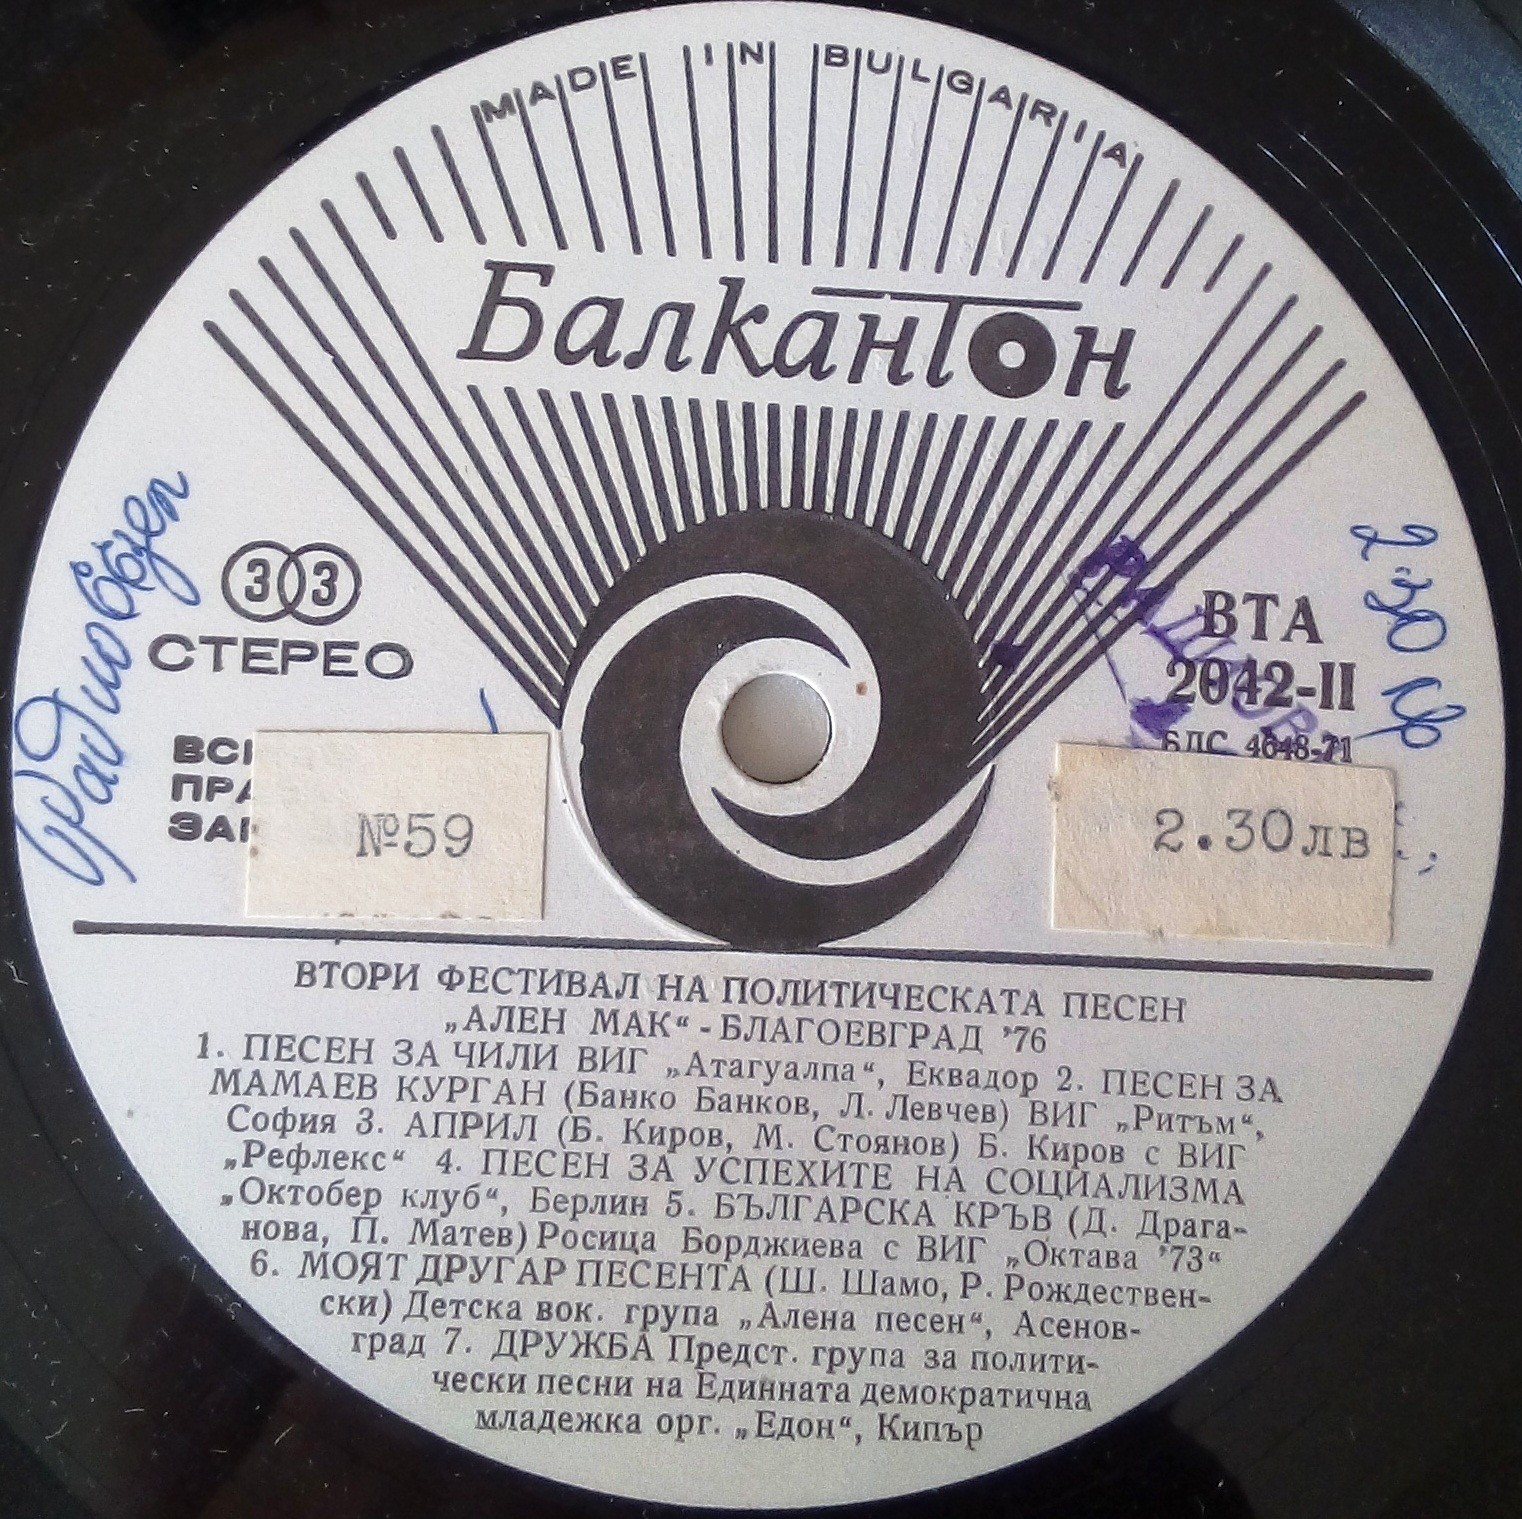 MADE IN BULGARIA
Балкантон
33
СТЕРЕО
ВТА
2042-II
БДС 4648-71
2.30 лв
№59
2.30лв
ВТОРИ ФЕСТИВАЛ НА ПОЛИТИЧЕСКАТА ПЕСЕН
„АЛЕН МАК“ - БЛАГОЕВГРАД ’76
1. ПЕСЕН ЗА ЧИЛИ ВИГ „Атагуалпа“, Еквадор 2. ПЕСЕН ЗА
МАМАЕВ КУРГАН (Банко Банков, Л. Левчев) ВИГ „Ритъм“,
София 3. АПРИЛ (Б. Киров, М. Стоянов) Б. Киров с ВИГ
„Рефлекс“ 4. ПЕСЕН ЗА УСПЕХИТЕ НА СОЦИАЛИЗМА
„Октобер клуб“, Берлин 5. БЪЛГАРСКА КРЪВ (Д. Драга-
нова, П. Матев) Росица Борджиева с ВИГ „Октава ’73“
6. МОЯТ ДРУГАР ПЕСЕНТА (Ш. Шамо, Р. Рождествен-
ски) Детска вок. група „Алена песен“, Асенов-
град 7. ДРУЖБА Предст. група за полити-
чески песни на Единната демократична
младежка орг. „Едон“, Кипър